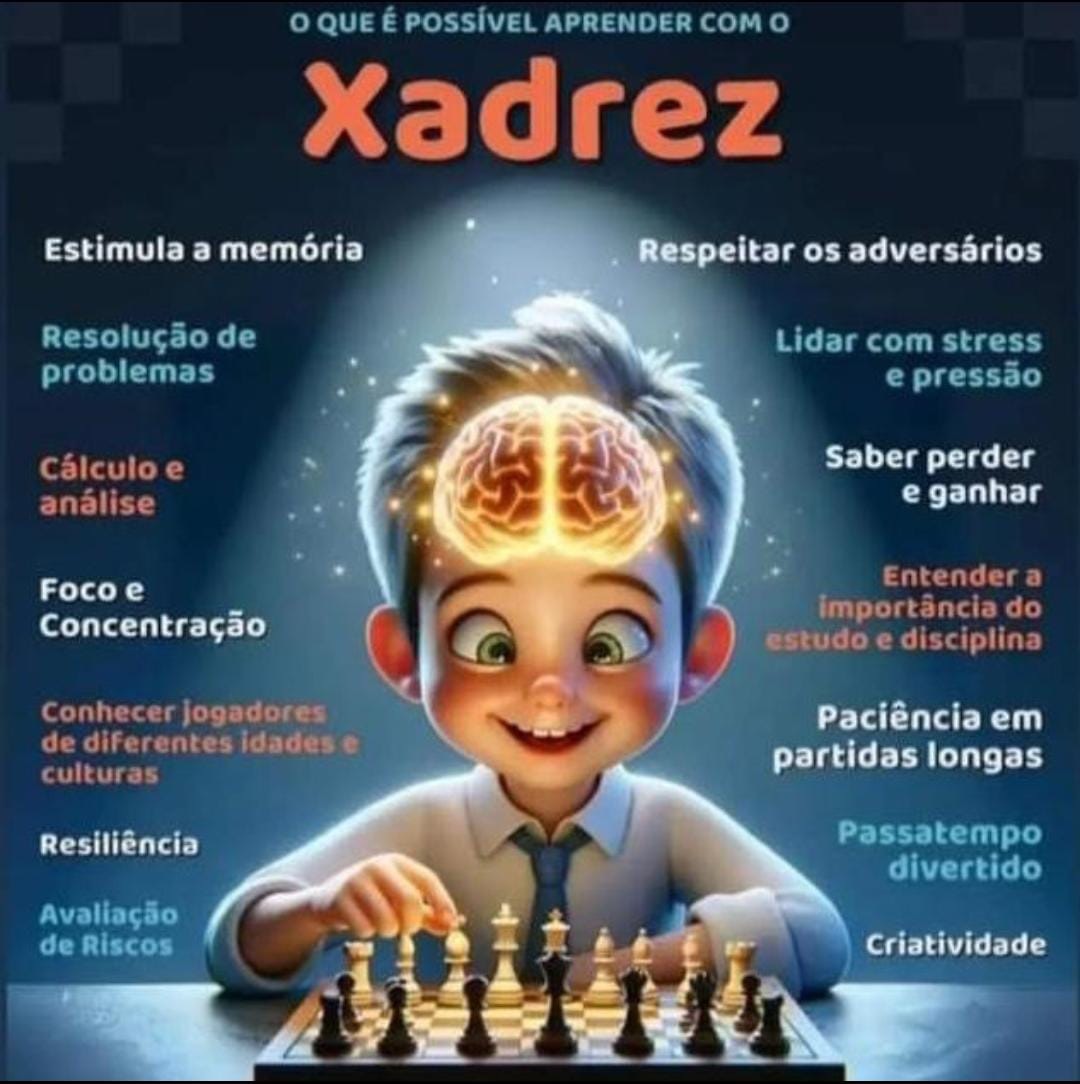 O QUE É POSSÍVEL APRENDER COM O
Xadrez
Estimula a memória
Resolução de
problemas
Cálculo e
análise
Foco e
Concentração
Conhecer jogadores
de diferentes idades e
culturas
Resiliência
Avaliação
de Riscos
Respeitar os adversários
Lidar com stress
e pressão
Saber perder
e ganhar
Entender a
importância do
estudo e disciplina
Paciência em
partidas longas
Passatempo
divertido
Criatividade